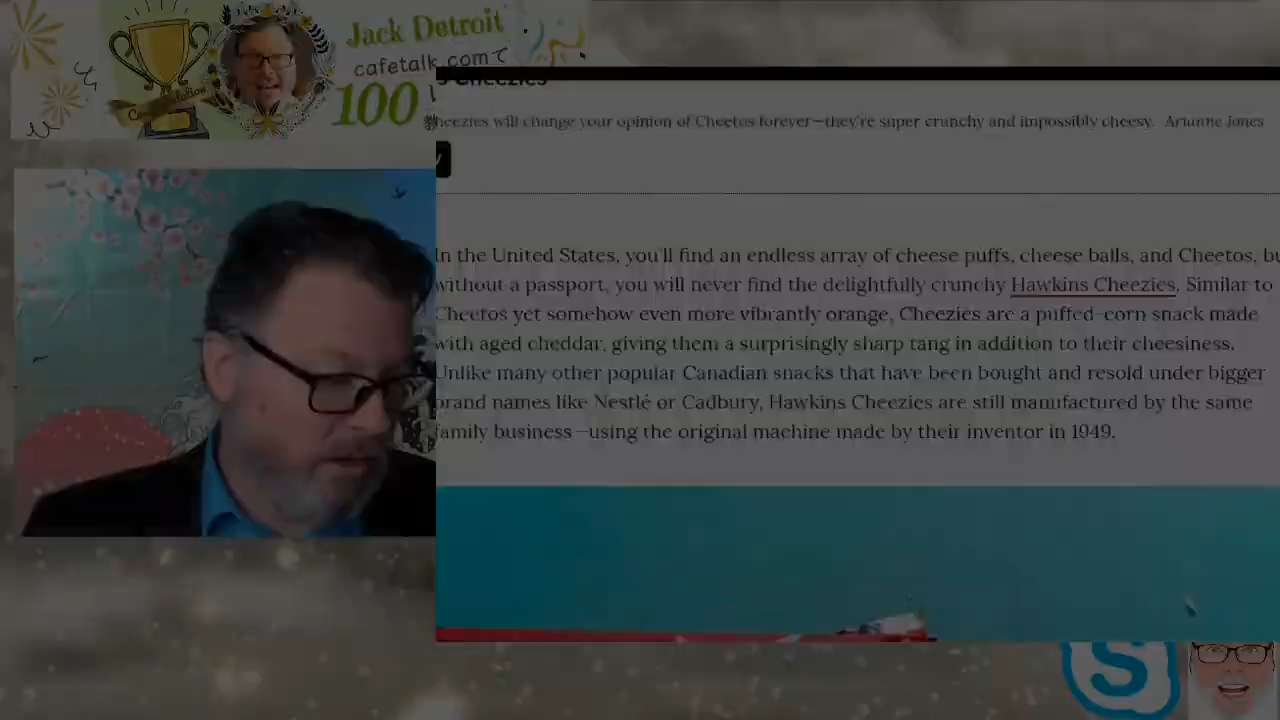 Jack Detroit
cafetalk.com
100
Cheezies
heezies will change your opinion of Cheetos forever—they're super crunchy and impossibly cheesy. Arianne Jones
In the United States, you'll find an endless array of cheese puffs, cheese balls, and Cheetos, bu
without a passport, you will never find the delightfully crunchy Hawkins Cheezies. Similar to
Cheetos yet somehow even more vibrantly orange, Cheezies are a puffed-corn snack made
with aged cheddar, giving them a surprisingly sharp tang in addition to their cheesiness.
Unlike many other popular Canadian snacks that have been bought and resold under bigger
brand names like Nestlé or Cadbury, Hawkins Cheezies are still manufactured by the same
family business—using the original machine made by their inventor in 1949.
S